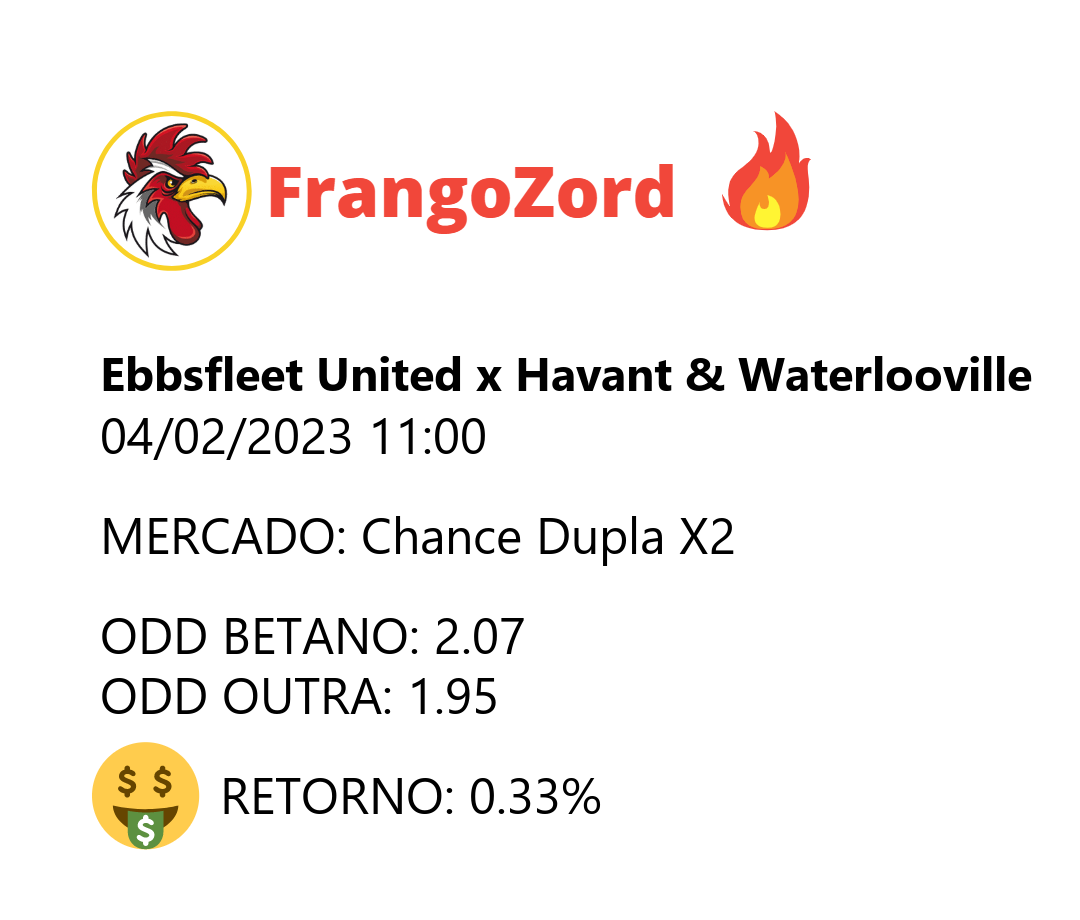 FrangoZord
Ebbsfleet United x Havant & Waterlooville
04/02/2023 11:00
MERCADO: Chance Dupla X2
ODD BETANO: 2.07
ODD OUTRA: 1.95
$ $
$
RETORNO: 0.33%